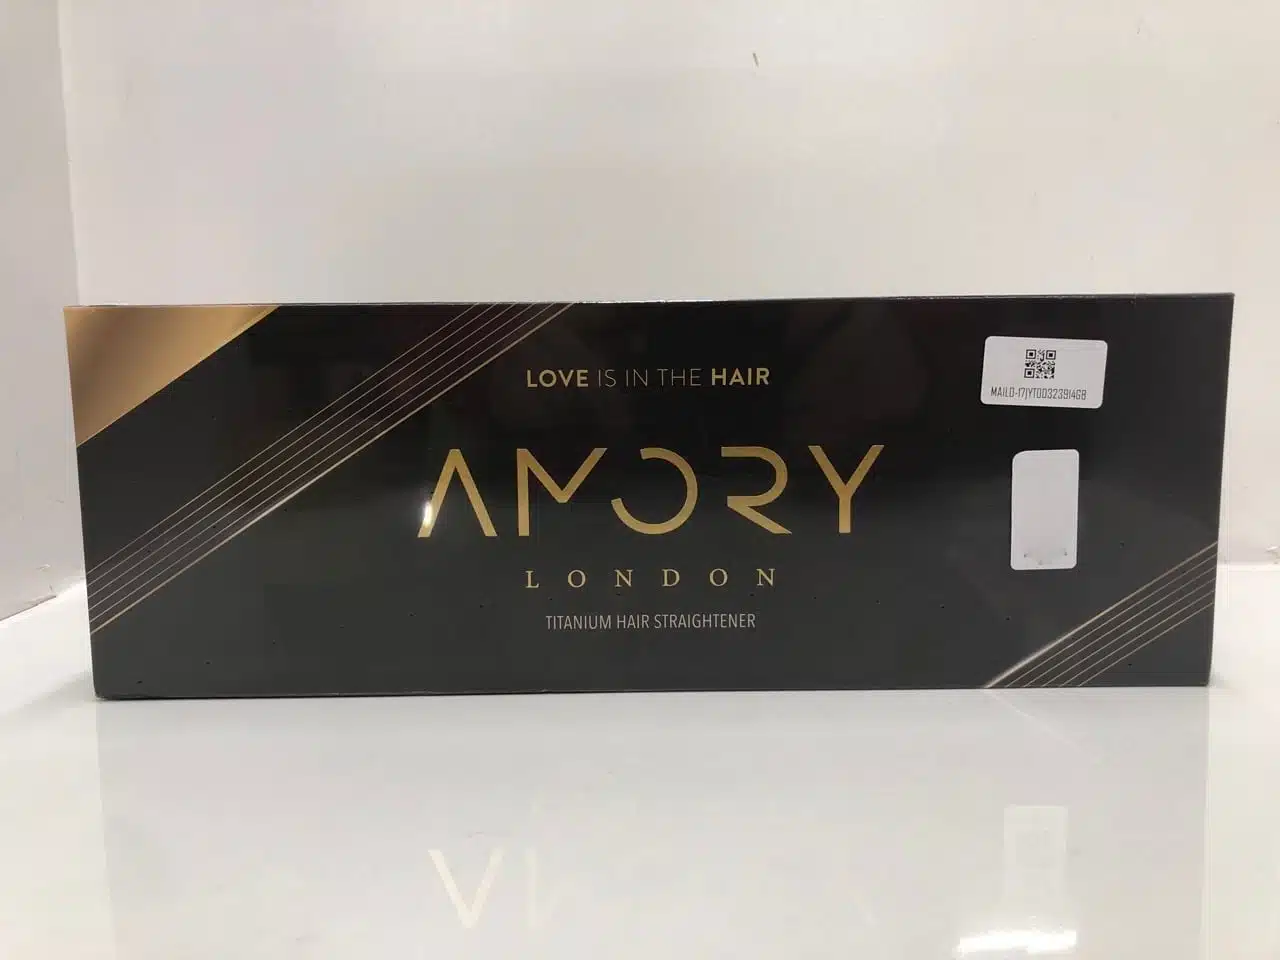 LOVE IS IN THE HAIR
AMORY
LONDON
TITANIUM HAIR STRAIGHTENER